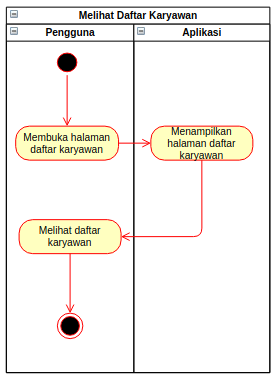 Melihat Daftar Karyawan
Pengguna
Aplikasi
Membuka halaman
daftar karyawan
Menampilkan
halaman daftar
karyawan
Melihat daftar
karyawan